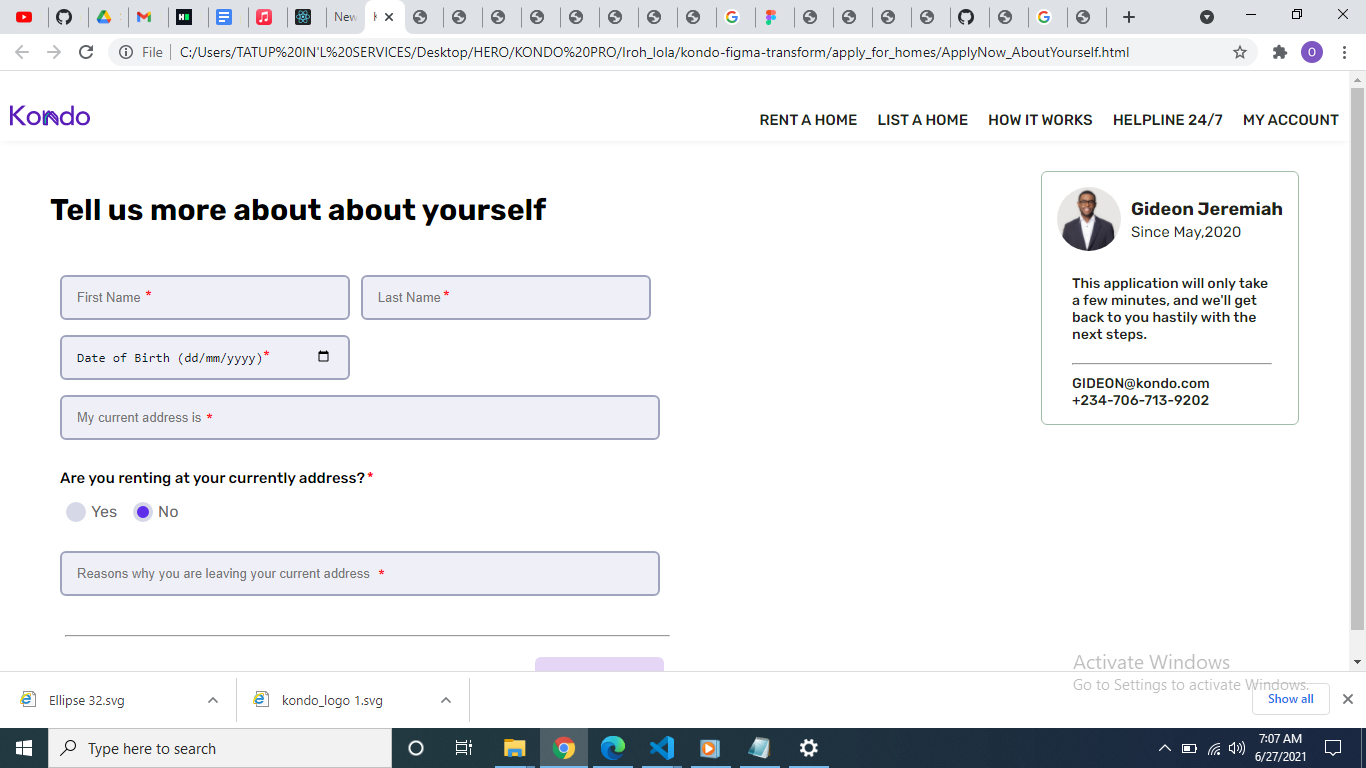 New
K
File
C:/Users/TATUP%20IN'L%20SERVICES/Desktop/HERO/KONDO%20PRO/Iroh_lola/kondo-figma-transform/apply_for_homes/ApplyNow_AboutYourself.html
O
Kondo
RENT A HOME
LIST A HOME
HOW IT WORKS
HELPLINE 24/7
MY ACCOUNT
Tell us more about about yourself
First Name *
Last Name *
Date of Birth (dd/mm/yyyy)*
My current address is *
Are you renting at your currently address? *
Yes
No
Reasons why you are leaving your current address *
Gideon Jeremiah
Since May,2020
This application will only take
a few minutes, and we'll get
back to you hastily with the
next steps.
GIDEON@kondo.com
+234-706-713-9202
Activate Windows
Go to Settings to activate Windows.
Ellipse 32.svg
kondo_logo 1.svg
Show all
Type here to search
7:07 AM
6/27/2021